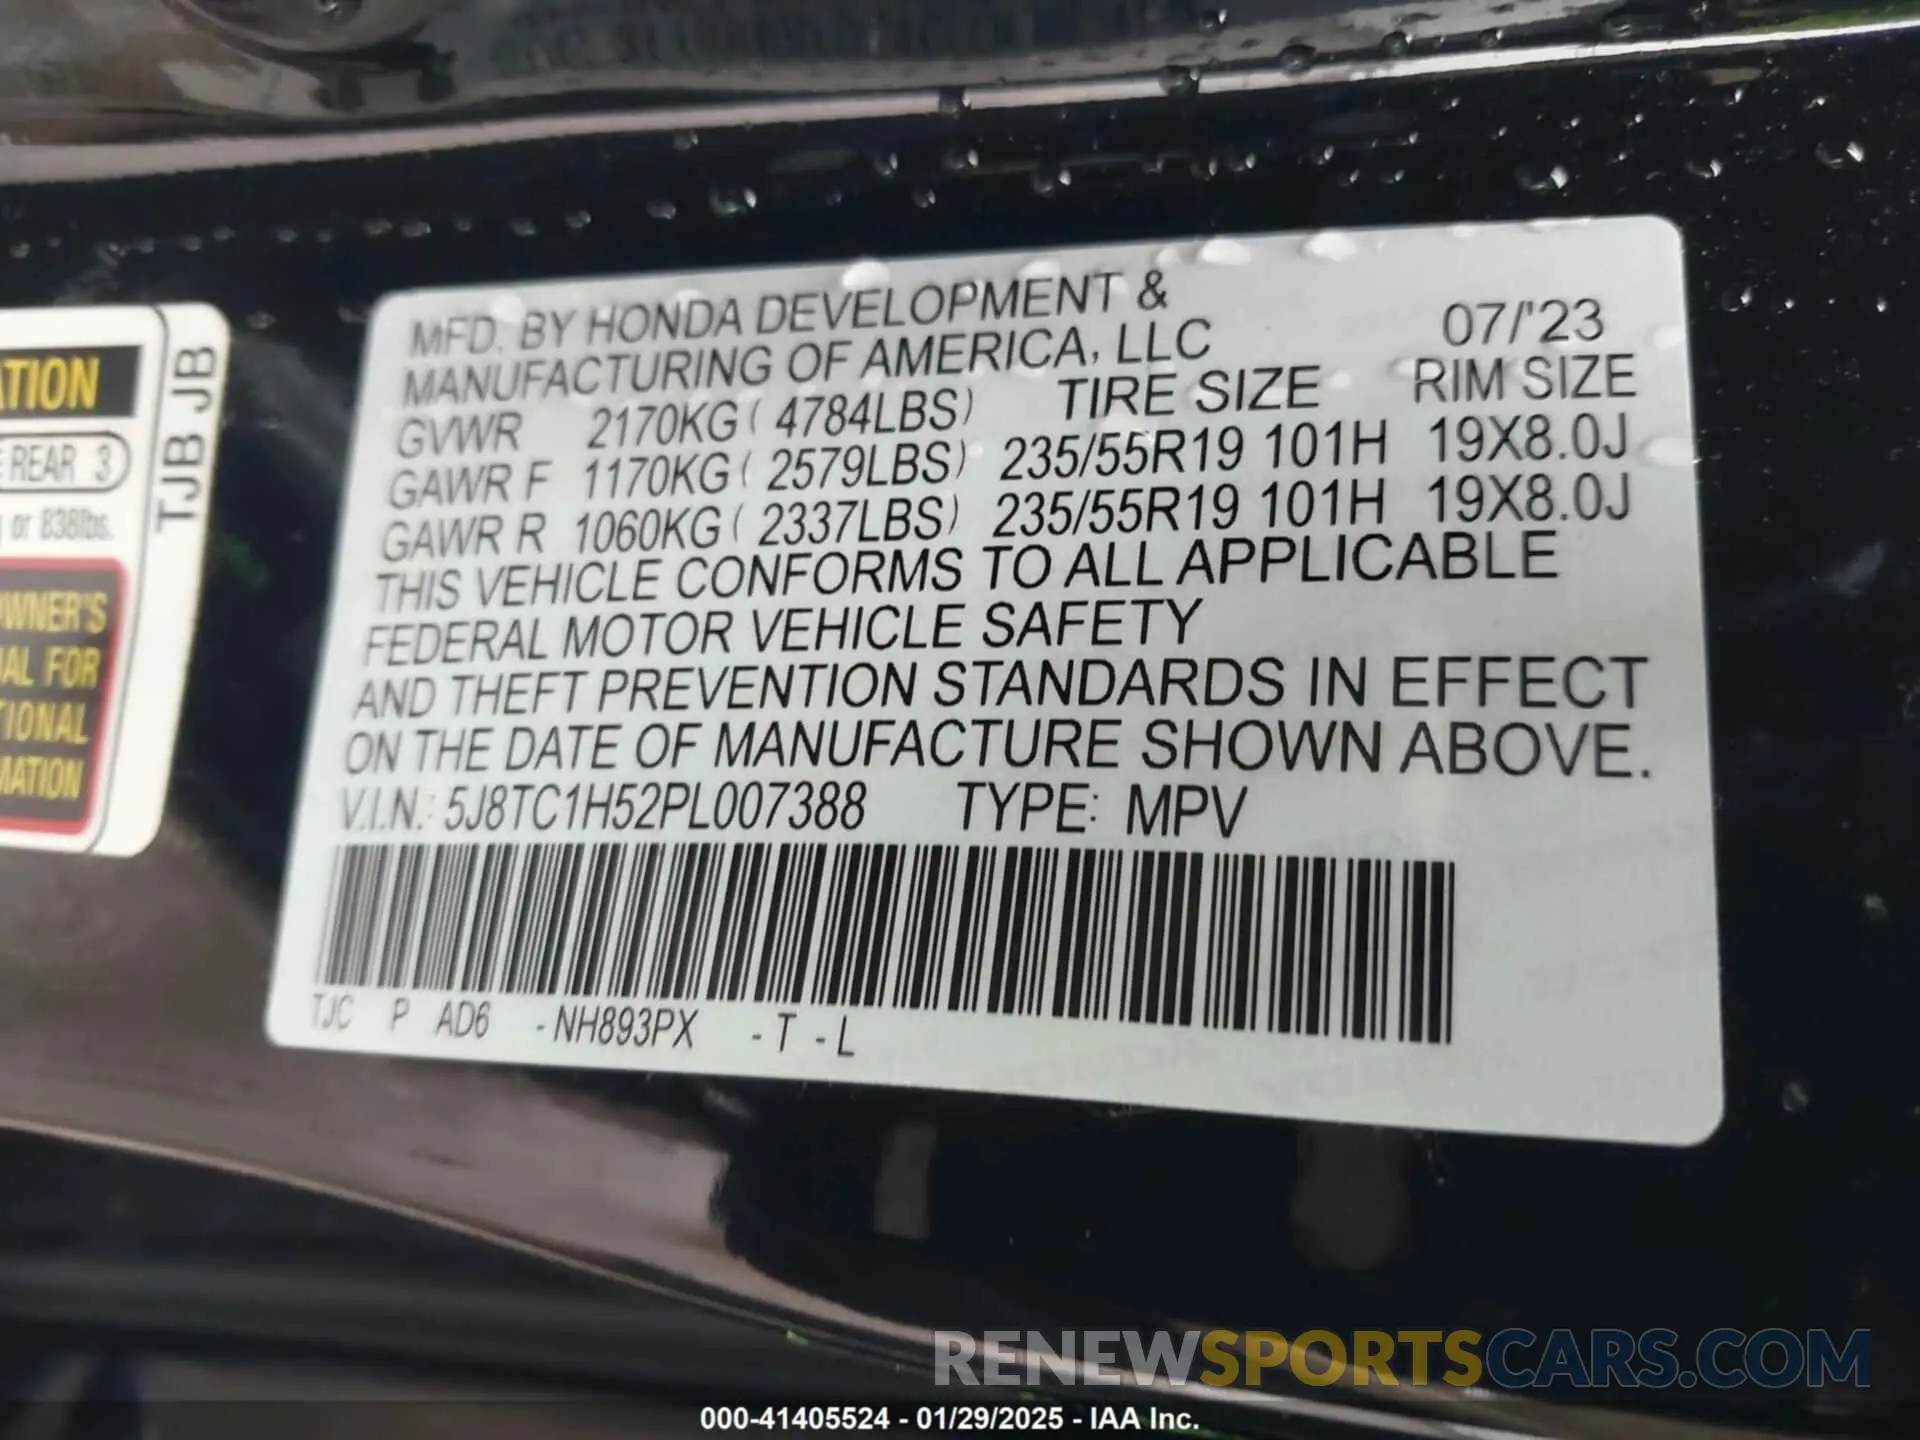 ATION
REAR 3
or 838lbs.
OWNER'S
AL FOR
TIONAL
MATION
TJB JB
MFD. BY HONDA DEVELOPMENT &
MANUFACTURING OF AMERICA, LLC 07/'23
GVWR 2170KG ( 4784LBS) TIRE SIZE RIM SIZE
GAWR F 1170KG ( 2579LBS) 235/55R19 101H 19X8.0J
GAWR R 1060KG ( 2337LBS) 235/55R19 101H 19X8.0J
THIS VEHICLE CONFORMS TO ALL APPLICABLE
FEDERAL MOTOR VEHICLE SAFETY
AND THEFT PREVENTION STANDARDS IN EFFECT
ON THE DATE OF MANUFACTURE SHOWN ABOVE.
V.I.N.: 5J8TC1H52PL007388 TYPE: MPV
TJC P AD6 -NH893PX -T -L
RENEWSPORTSCARS.COM
000-41405524 - 01/29/2025 - IAA Inc.